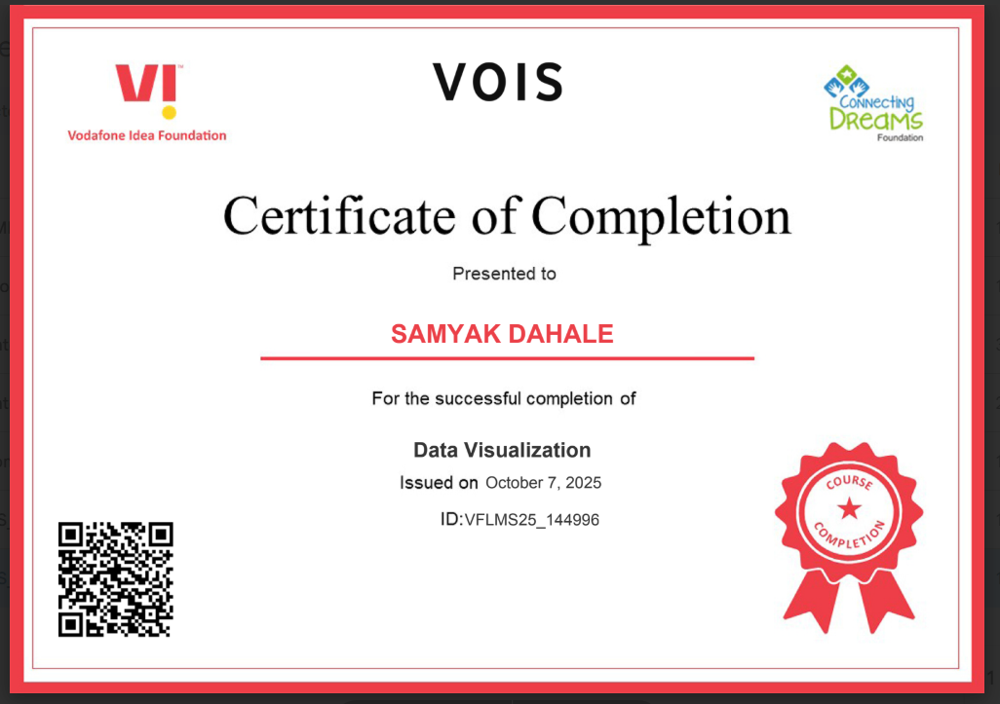 VI™
VOIS
Connecting
Dreams
Foundation
Vodafone Idea Foundation
Certificate of Completion
Presented to
SAMYAK DAHALE
For the successful completion of
Data Visualization
Issued on October 7, 2025
ID:VFLMS25_144996
COURSE
COMPLETION